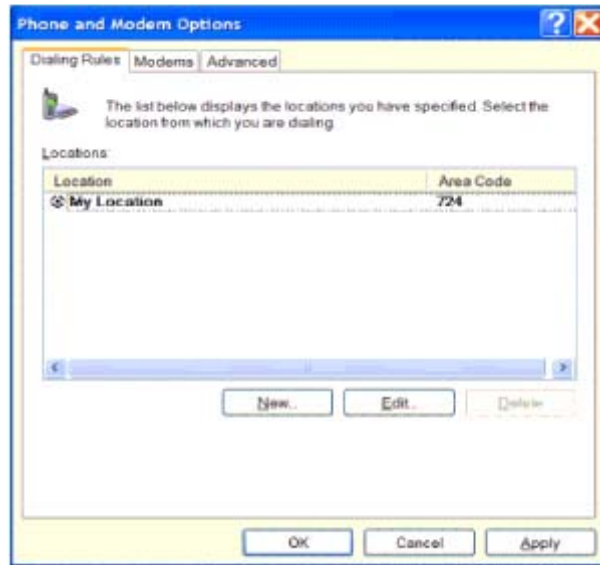 Phone and Modem Options
Dialing Rules Modems Advanced
The list below displays the locations you have specified. Select the
location from which you are dialing.
Locations:
Location Area Code
My Location 724
New... Edit... Delete
OK Cancel Apply